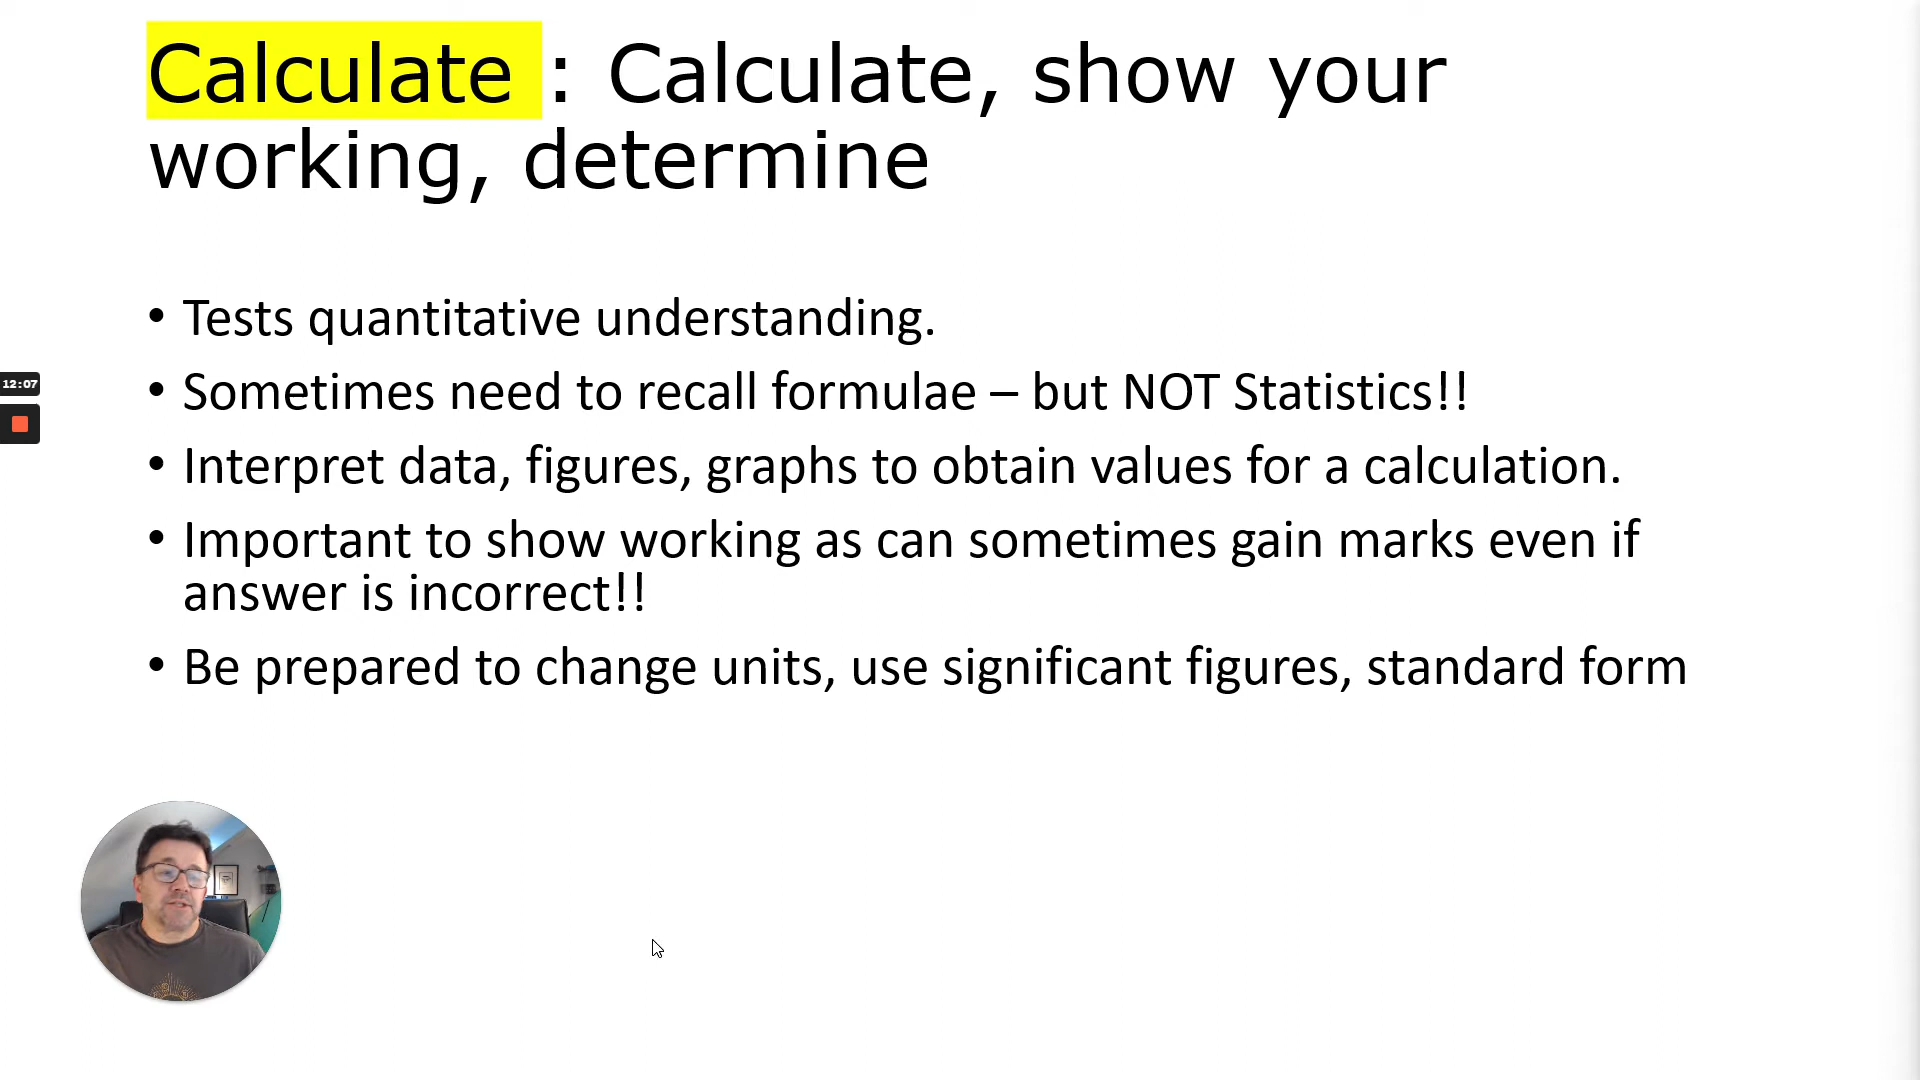 Calculate : Calculate, show your
working, determine
• Tests quantitative understanding.
• Sometimes need to recall formulae – but NOT Statistics!!
12:07
• Interpret data, figures, graphs to obtain values for a calculation.
• Important to show working as can sometimes gain marks even if
answer is incorrect!!
• Be prepared to change units, use significant figures, standard form